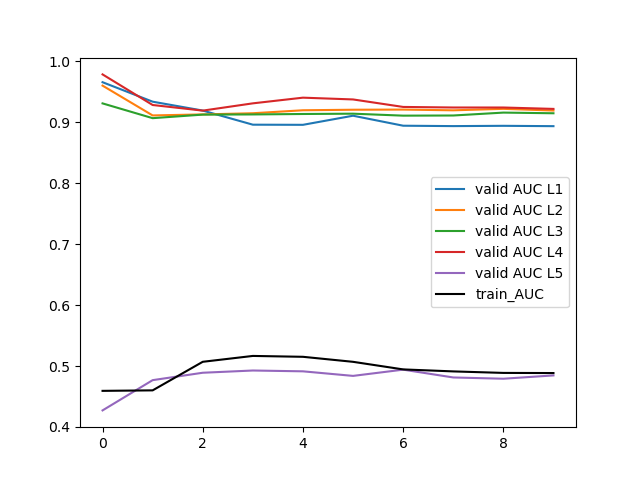 1.0
0.9
0.8
0.7
0.6
0.5
0.4
0 2 4 6 8
valid AUC L1
valid AUC L2
valid AUC L3
valid AUC L4
valid AUC L5
train_AUC